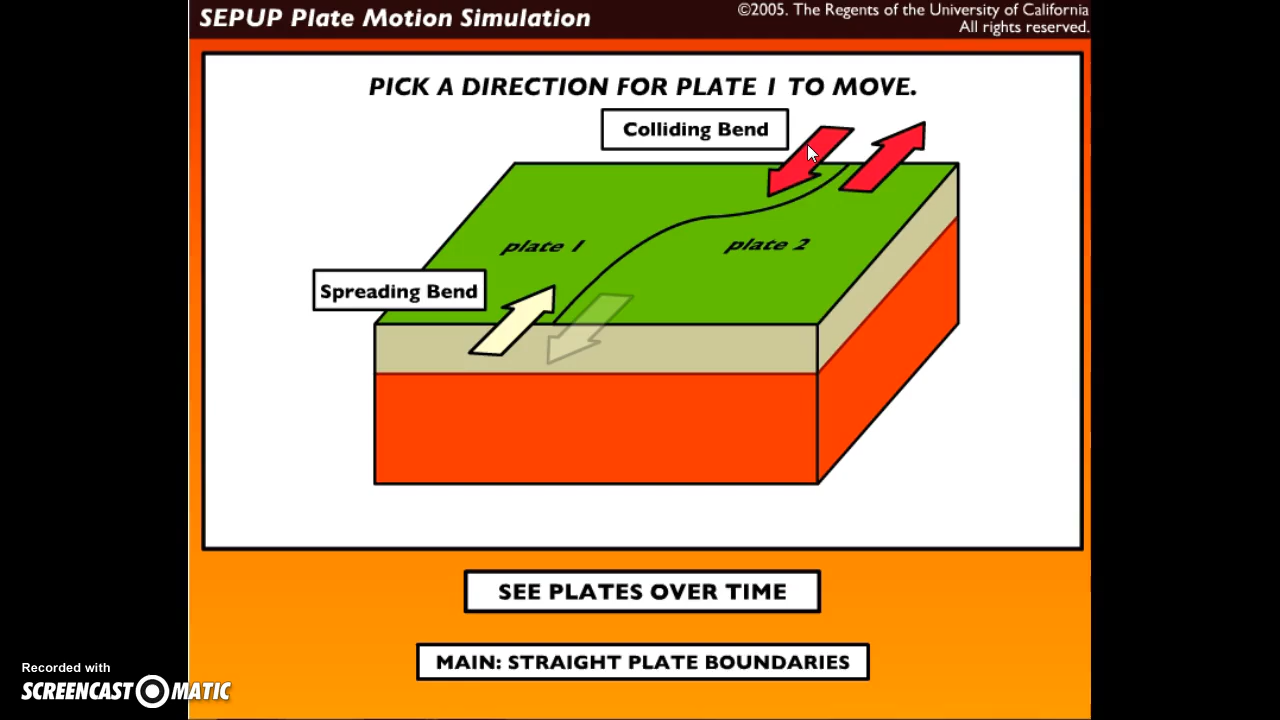 SEPUP Plate Motion Simulation
©2005. The Regents of the University of California
All rights reserved.
PICK A DIRECTION FOR PLATE 1 TO MOVE.
Colliding Bend
plate 1
plate 2
Spreading Bend
SEE PLATES OVER TIME
MAIN: STRAIGHT PLATE BOUNDARIES
Recorded with
SCREENCAST MATIC